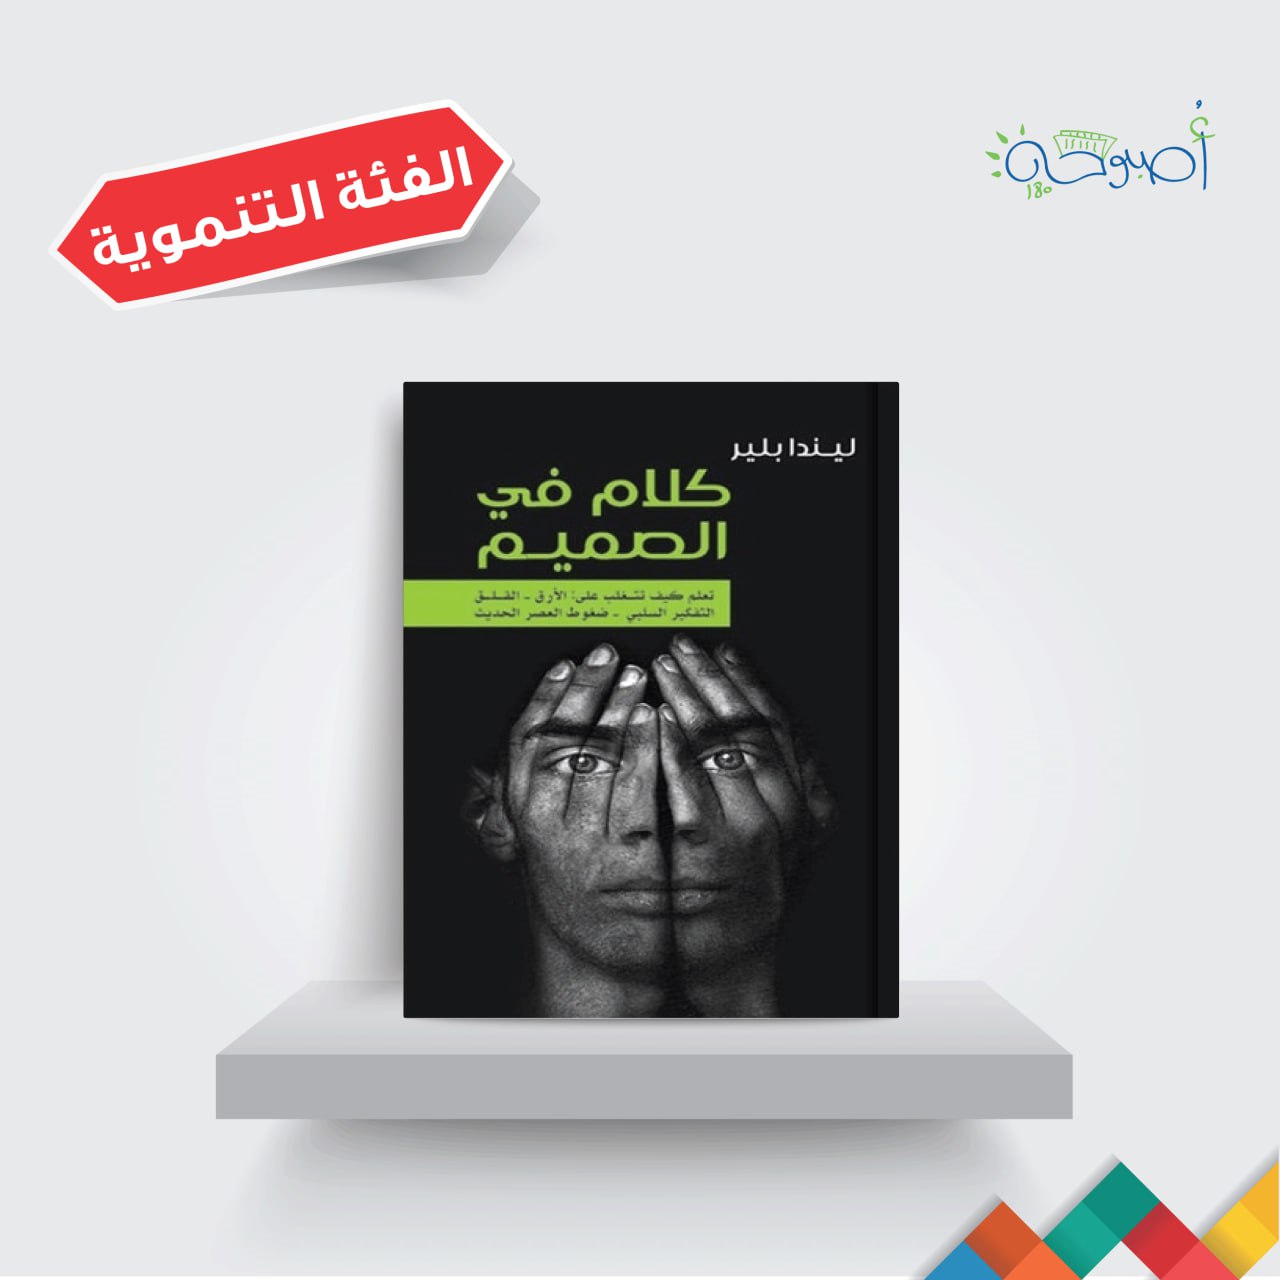 أصبوحة
180
الفئة التنموية
ليندا بلير
كلام في
الصميم
تعلم كيف تتغلب على: الأرق - القلق
التفكير السلبي - ضغوط العصر الحديث